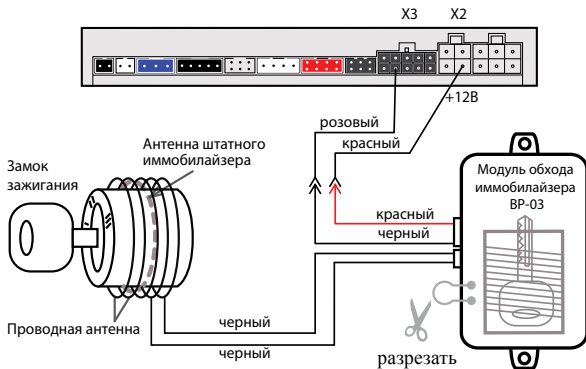 X3
X2
+12В
розовый
красный
Антенна штатного
иммобилайзера
Замок
зажигания
Модуль обхода
иммобилайзера
BP-03
красный
черный
Проводная антенна
черный
черный
разрезать